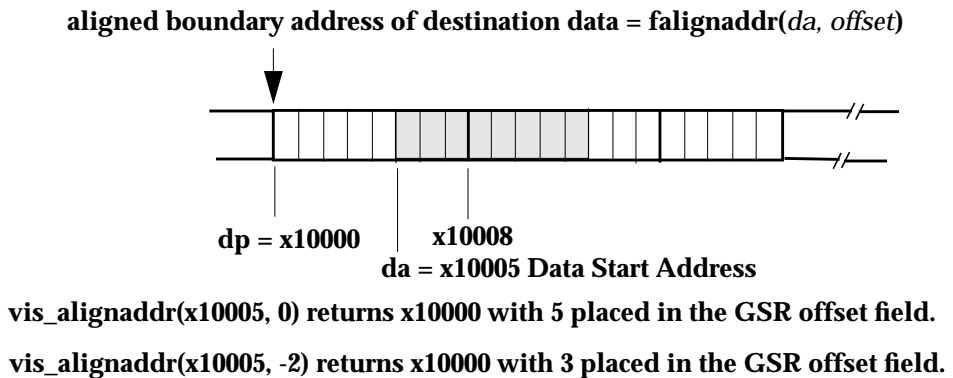 aligned boundary address of destination data = falignaddr(da, offset)
dp = x10000
x10008
da = x10005 Data Start Address
vis_alignaddr(x10005, 0) returns x10000 with 5 placed in the GSR offset field.
vis_alignaddr(x10005, -2) returns x10000 with 3 placed in the GSR offset field.